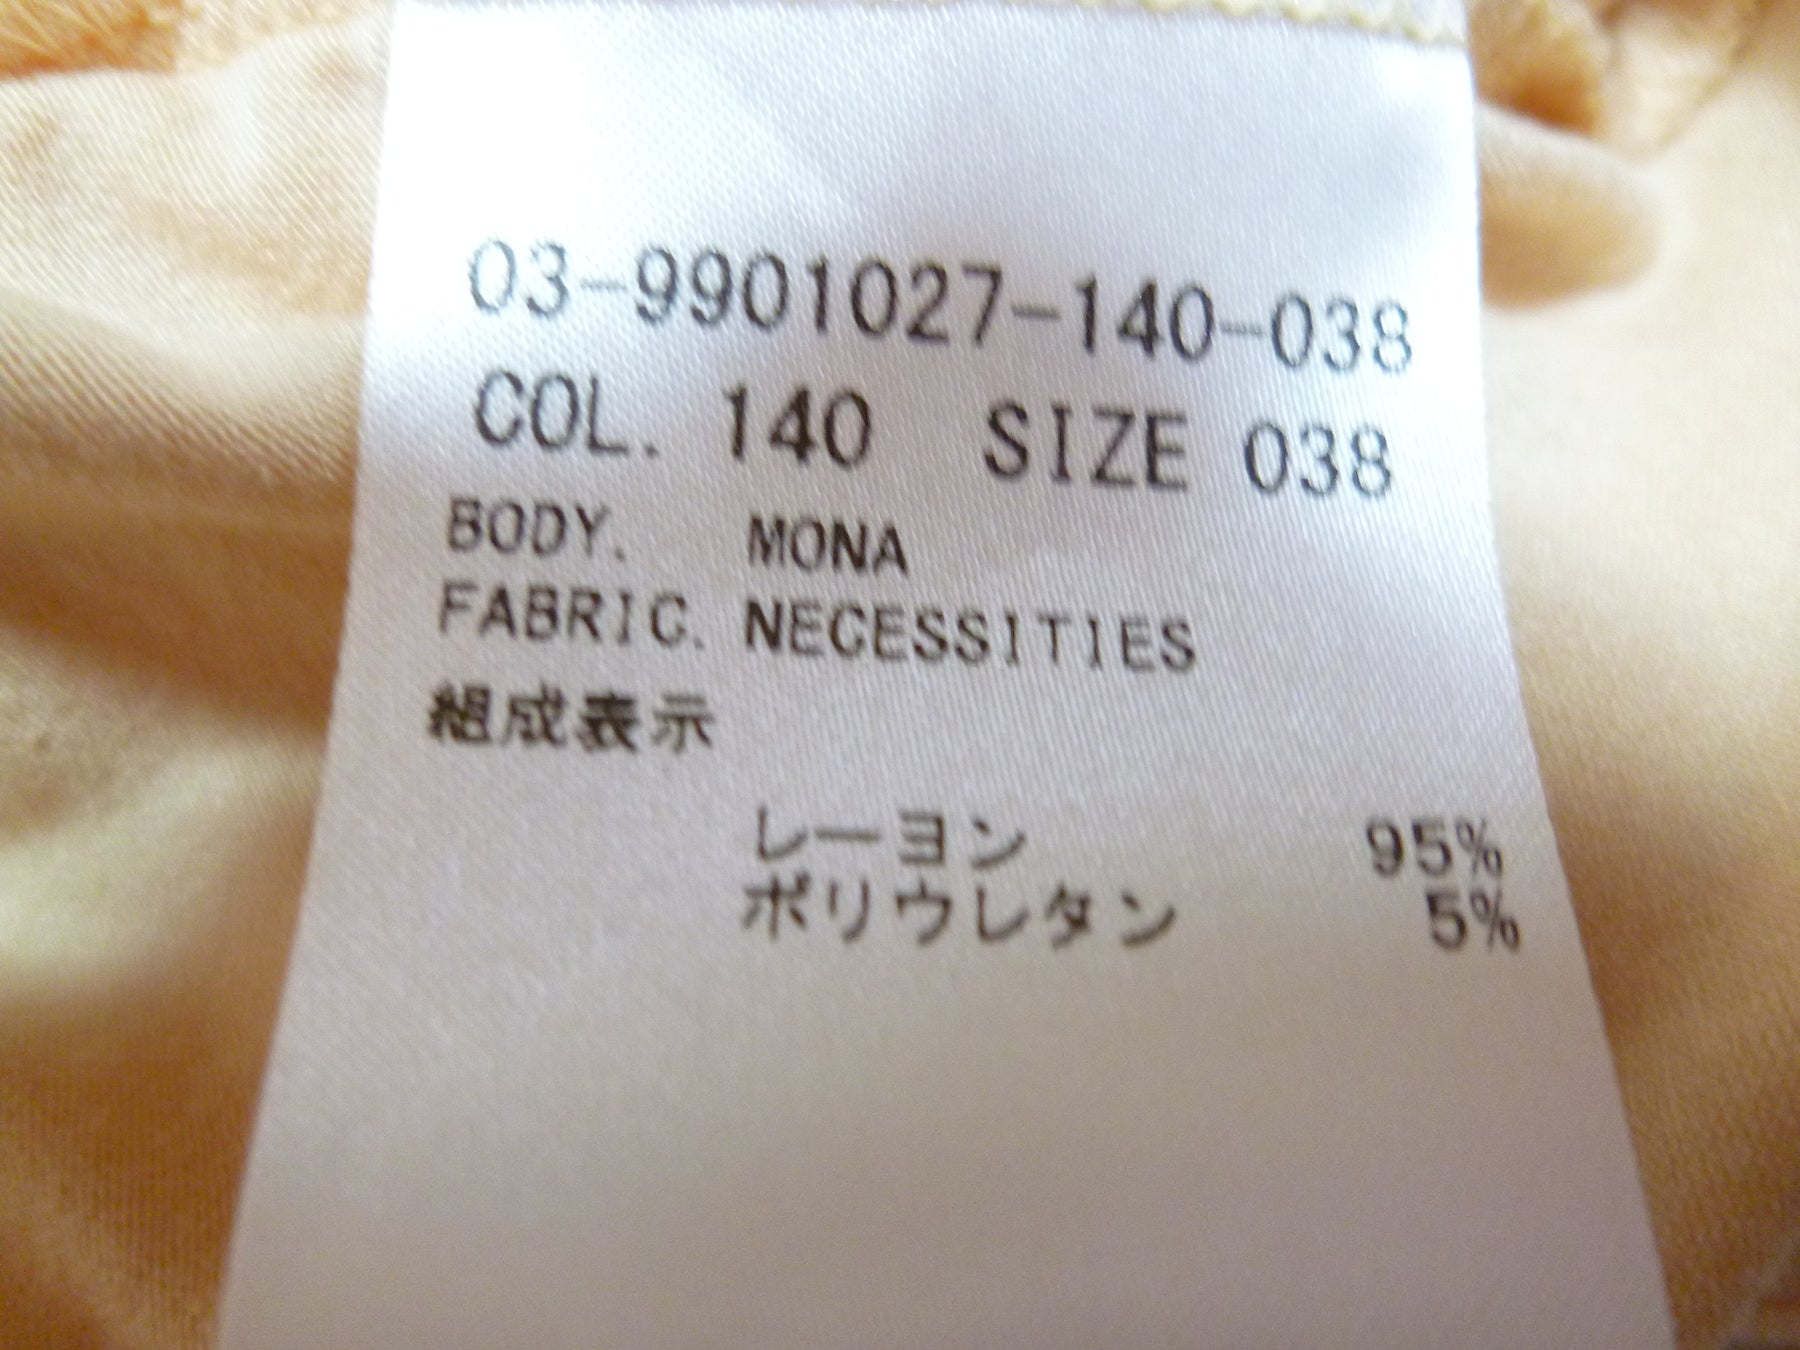 03-9901027-140-038
COL. 140 SIZE 038
BODY. MONA
FABRIC. NECESSITIES
組成表示
レーヨン 95%
ポリウレタン 5%